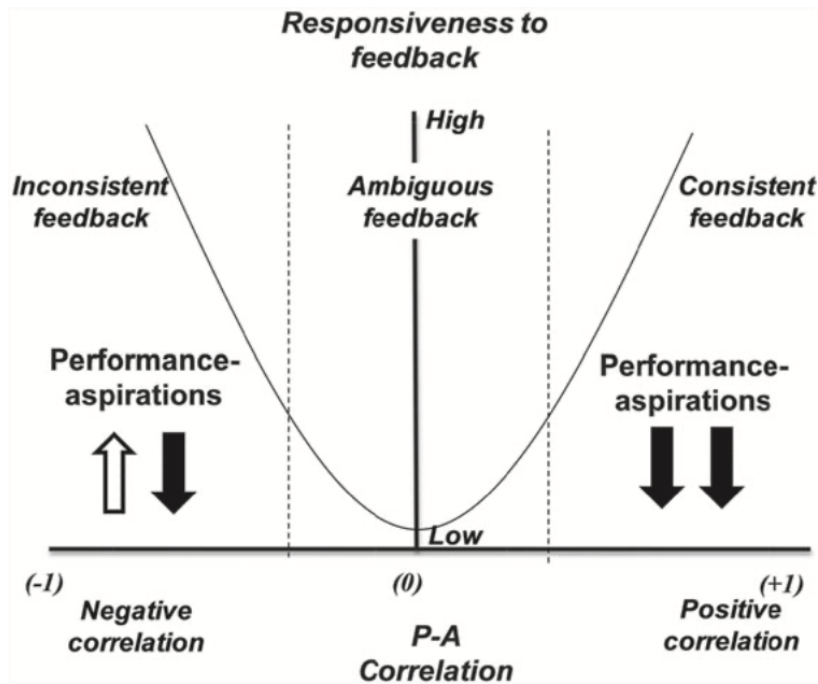 Responsiveness to
feedback
High
Inconsistent
feedback
Ambiguous
feedback
Consistent
feedback
Performance-
aspirations
Performance-
aspirations
Low
(-1)
(0)
(+1)
Negative
correlation
P-A
Correlation
Positive
correlation